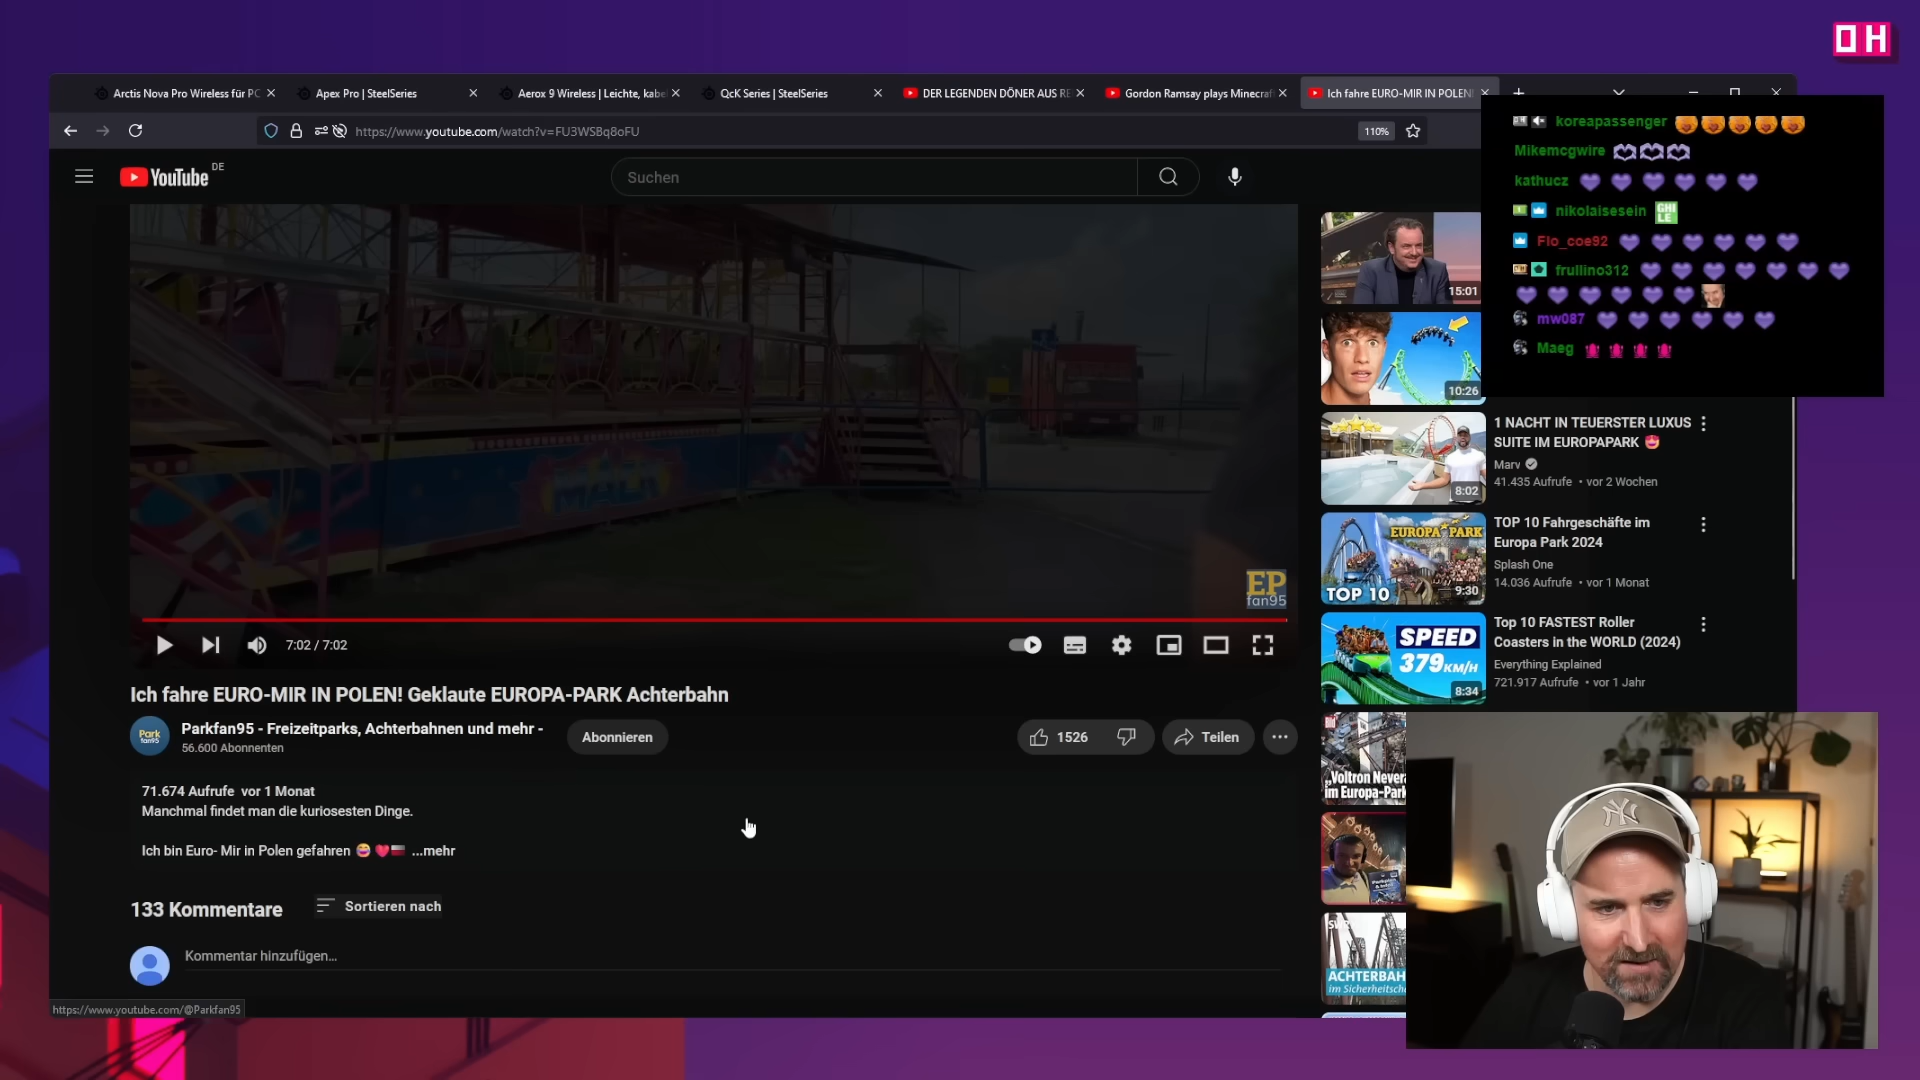 OH
Arctis Nova Pro Wireless für PC
Apex Pro | SteelSeries
Aerox 9 Wireless | Leichte, kabe
QcK Series | SteelSeries
DER LEGENDEN DÖNER AUS RE
Gordon Ramsay plays Minecraf
Ich fahre EURO-MIR IN POLEN!
https://www.youtube.com/watch?v=FU3WSBq8oFU
110%
YouTube DE
Suchen
koreapassenger
Mikemcgwire
kathucz
nikolaisesein
Flo_coe92
frullino312
mw087
Maeg
15:01
10:26
8:02
1 NACHT IN TEUERSTER LUXUS
SUITE IM EUROPAPARK
Marv
41.435 Aufrufe • vor 2 Wochen
EUROPA PARK
TOP 10
9:30
TOP 10 Fahrgeschäfte im
Europa Park 2024
Splash One
14.036 Aufrufe • vor 1 Monat
SPEED
379 KM/H
8:34
Top 10 FASTEST Roller
Coasters in the WORLD (2024)
Everything Explained
721.917 Aufrufe • vor 1 Jahr
„Voltron Nevera
im Europa-Park
ACHTERBAH
im Sicherheitsch
EP
fan95
7:02 / 7:02
Ich fahre EURO-MIR IN POLEN! Geklaute EUROPA-PARK Achterbahn
Park
fan95
Parkfan95 - Freizeitparks, Achterbahnen und mehr -
56.600 Abonnenten
Abonnieren
1526
Teilen
71.674 Aufrufe vor 1 Monat
Manchmal findet man die kuriosesten Dinge.
Ich bin Euro- Mir in Polen gefahren 😂 ❤️🇵🇱 ...mehr
133 Kommentare
Sortieren nach
Kommentar hinzufügen...
https://www.youtube.com/@Parkfan95
NY